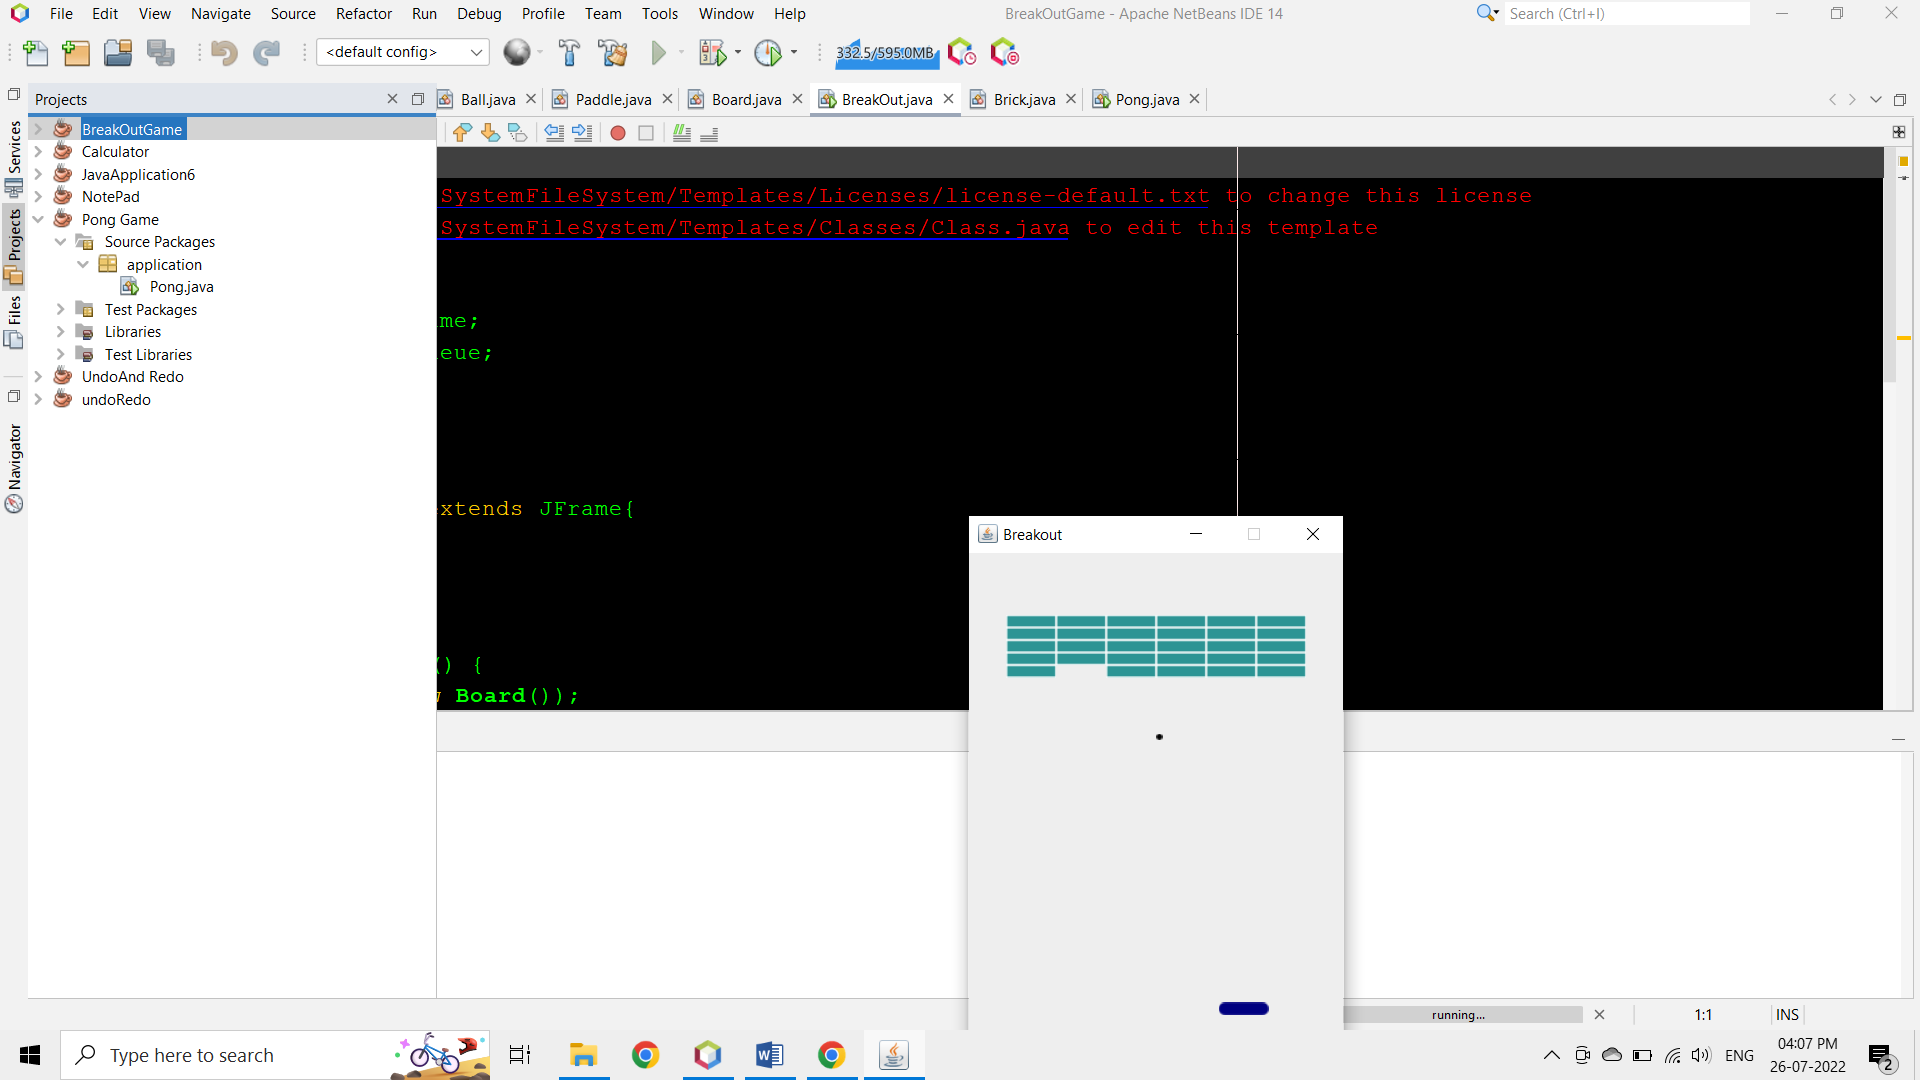 File Edit View Navigate Source Refactor Run Debug Profile Team Tools Window Help
BreakOutGame - Apache NetBeans IDE 14
Search (Ctrl+I)
<default config>
332.5/595.0MB
Projects
Ball.java
Paddle.java
Board.java
BreakOut.java
Brick.java
Pong.java
Services
Projects
Files
Navigator
BreakOutGame
Calculator
JavaApplication6
NotePad
Pong Game
Source Packages
application
Pong.java
Test Packages
Libraries
Test Libraries
UndoAnd Redo
undoRedo
SystemFileSystem/Templates/Licenses/license-default.txt to change this license
SystemFileSystem/Templates/Classes/Class.java to edit this template
me;
eue;
xtends JFrame{
() {
w Board());
Breakout
running...
1:1
INS
Type here to search
ENG
04:07 PM
26-07-2022
2